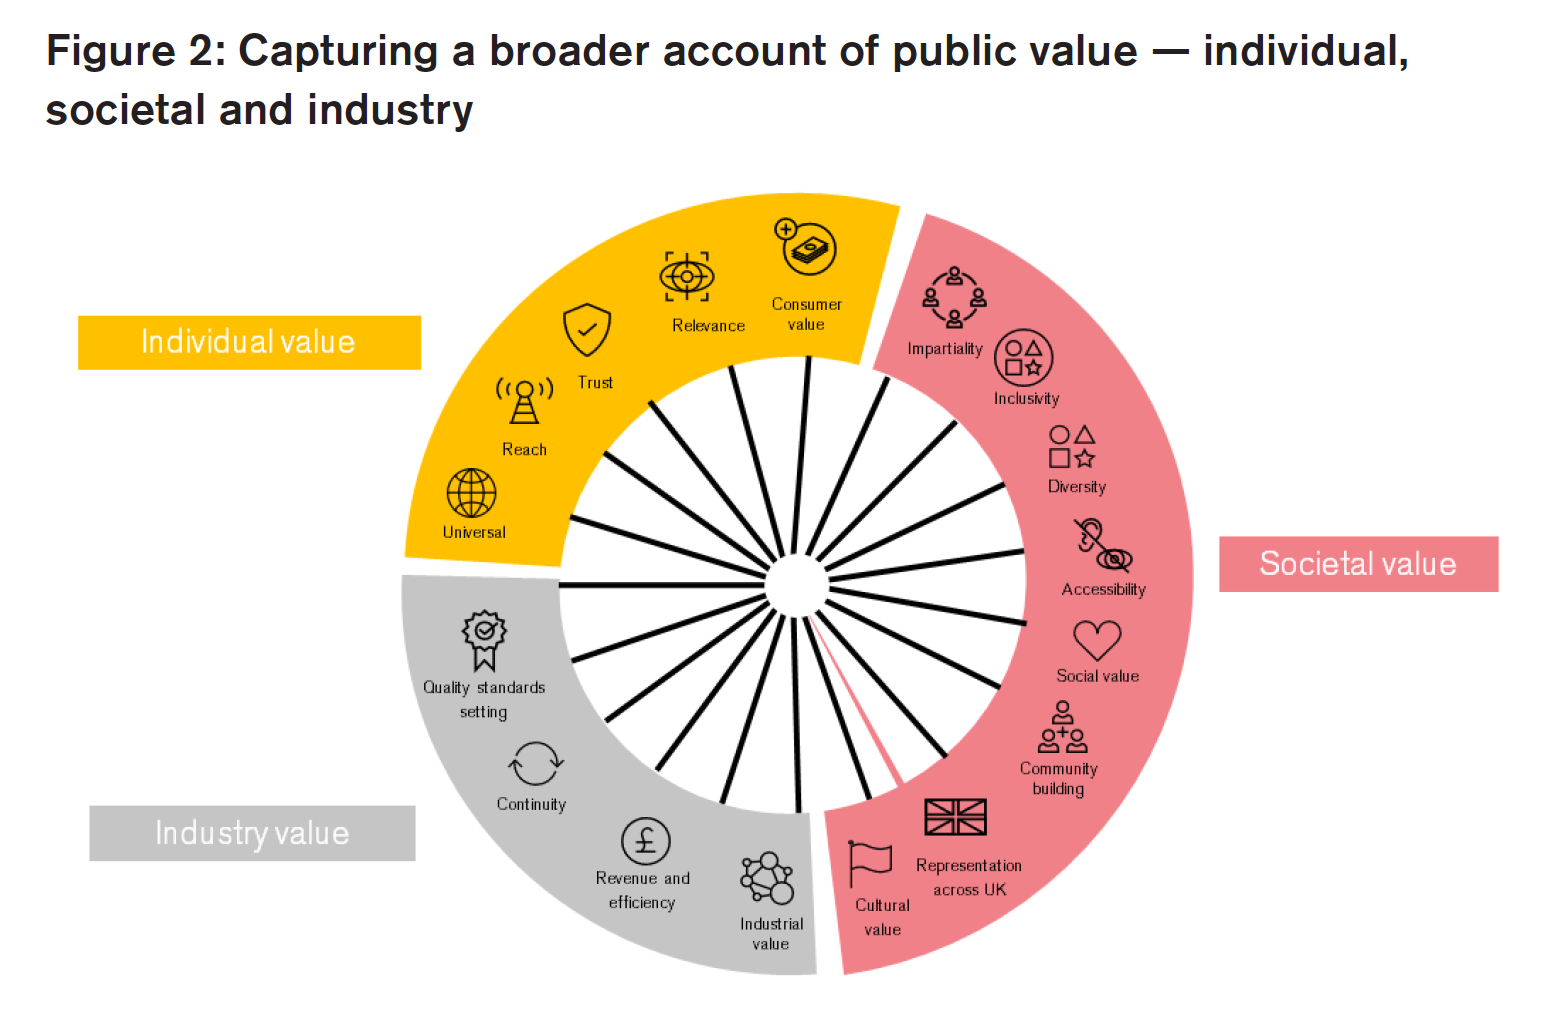 Figure 2: Capturing a broader account of public value — individual,
societal and industry
Individual value
Consumer
value
Relevance
Trust
Reach
Universal
Impartiality
Inclusivity
Diversity
Accessibility
Social value
Community
building
Representation
across UK
Cultural
value
Societal value
Quality standards
setting
Continuity
Revenue and
£
efficiency
Industrial
value
Industry value